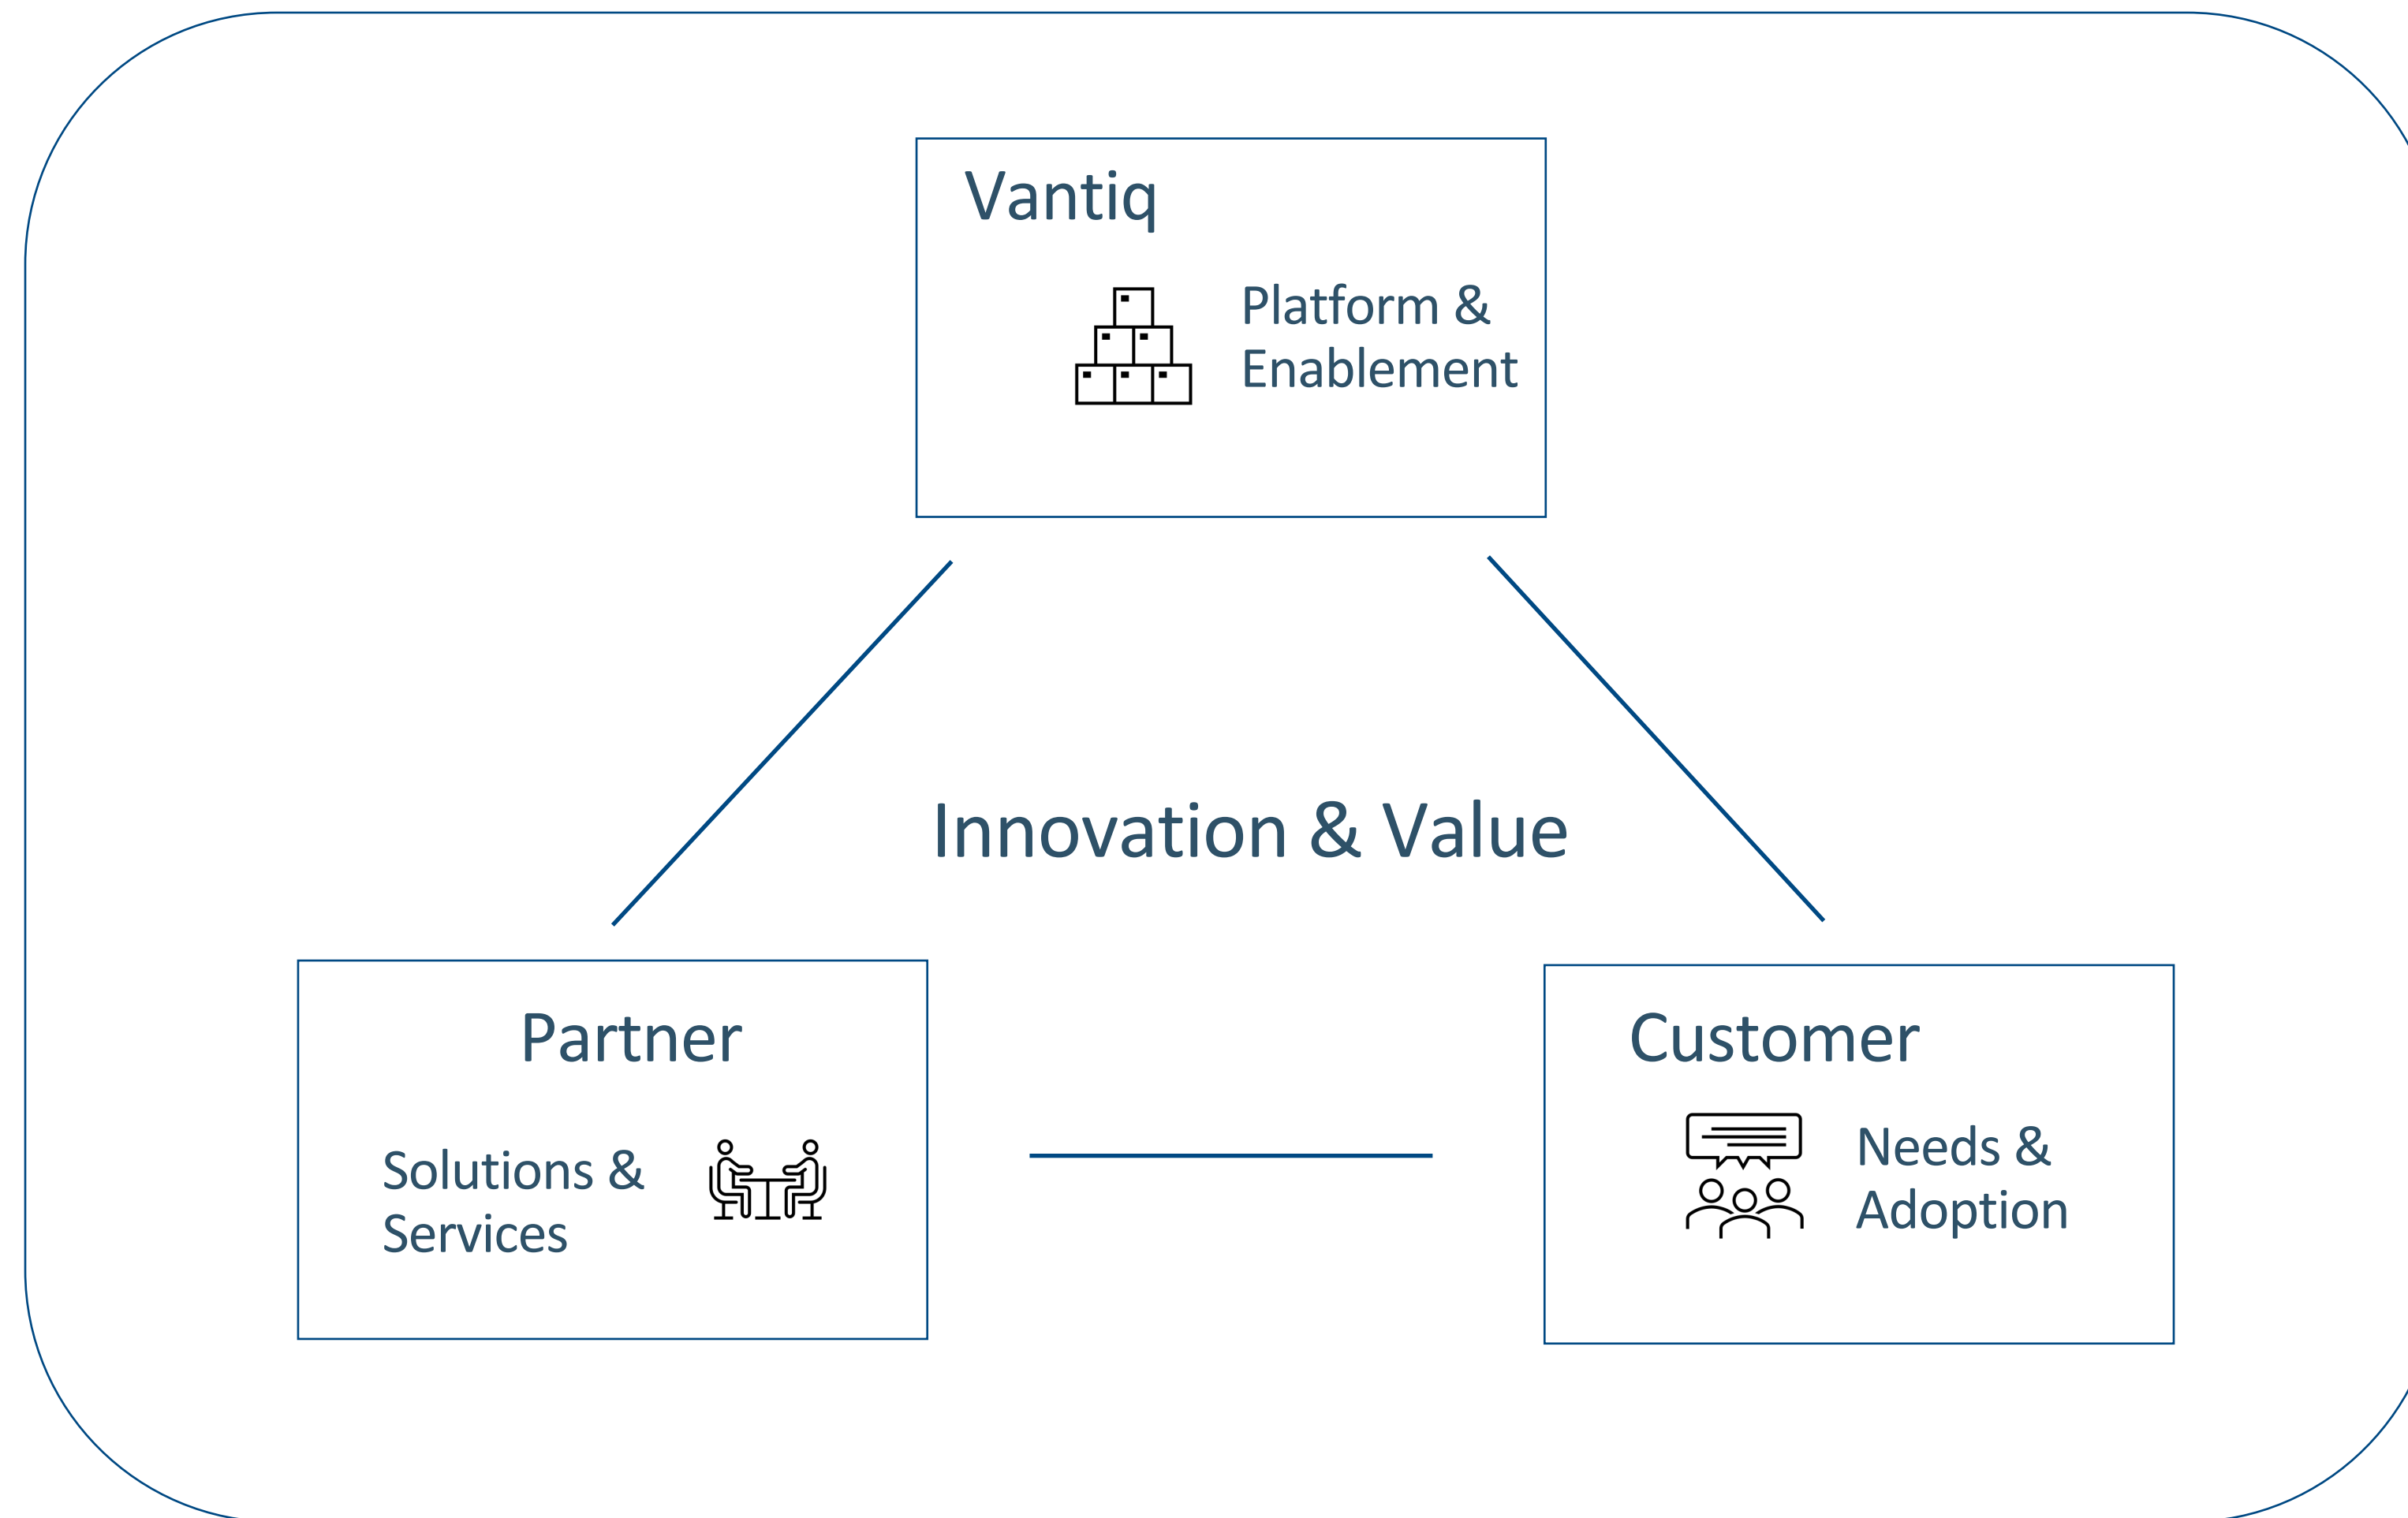 Vantiq
Platform &
Enablement
Innovation & Value
Partner
Solutions &
Services
Customer
Needs &
Adoption